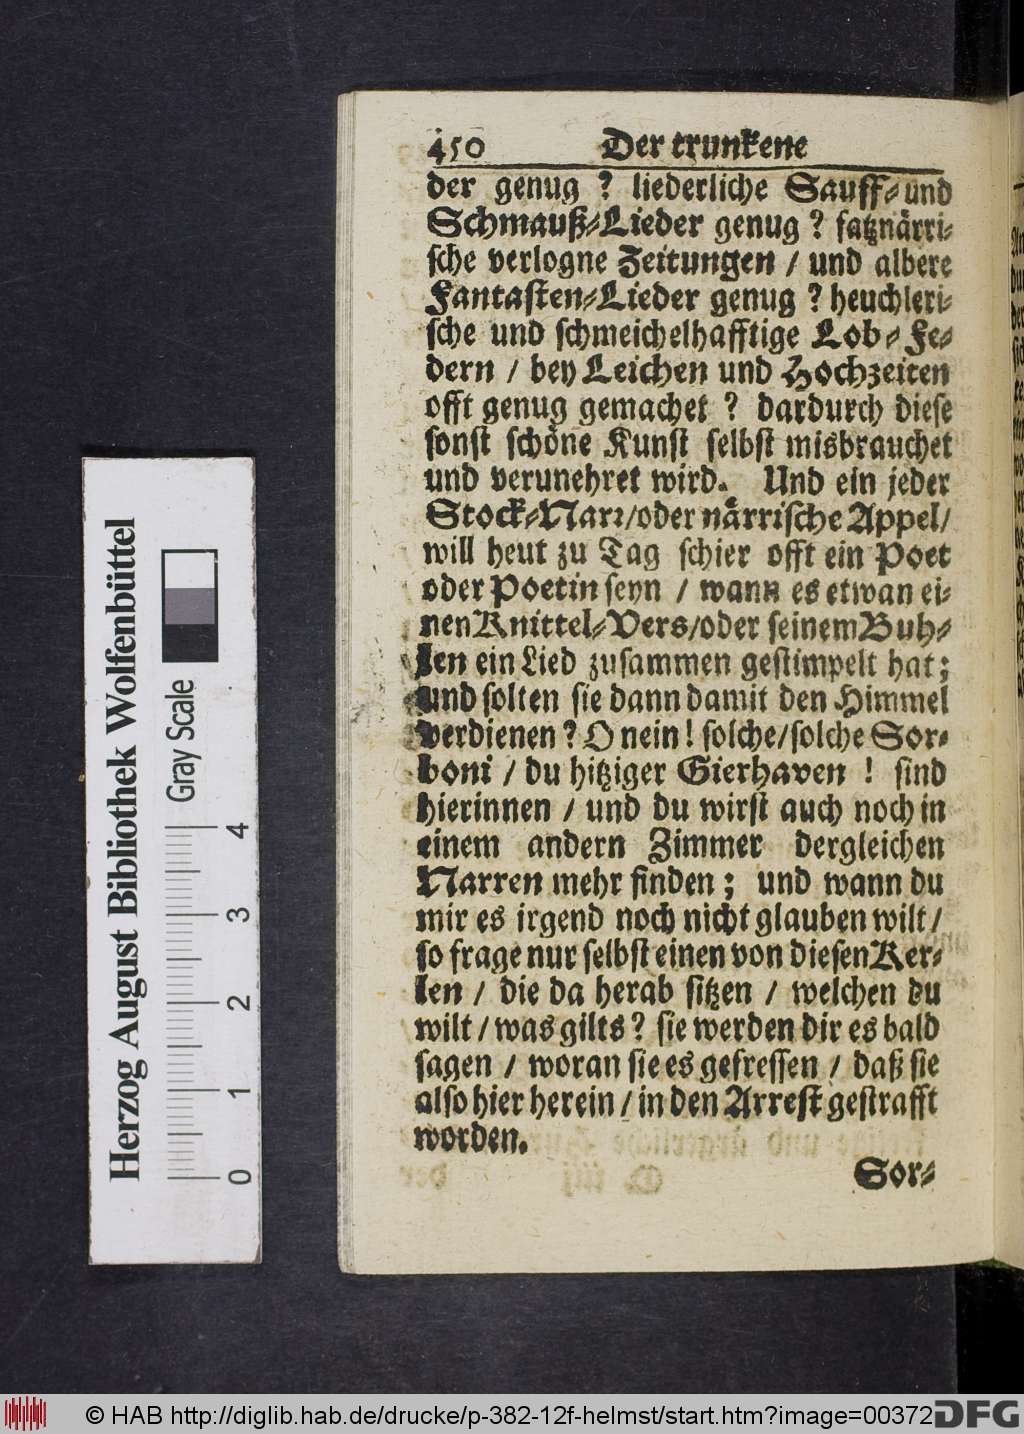 450 Der trunkene
der genug ? liederliche Sauff-und
Schmauß-Lieder genug ? fatznärri-
sche verlogne Zeitungen / und albere
Fantasten-Lieder genug ? heuchleri-
sche und schmeichelhafftige Lob-Fe-
dern / bey Leichen und Hochzeiten
offt genug gemachet ? dardurch diese
sonst schöne Kunst selbst misbrauchet
und verunehret wird. Und ein jeder
Stock-Narr/oder närrische Appel/
will heut zu Tag schier offt ein Poet
oder Poetin seyn / wann es etwan ei-
nen Knittel-Vers/oder seinem Buh-
len ein Lied zusammen gestimpelt hat;
und solten sie dann damit den Himmel
verdienen ? O nein! solche/solche Sor-
boni / du hitziger Gierhaven ! sind
hierinnen / und du wirst auch noch in
einem andern Zimmer dergleichen
Narren mehr finden ; und wann du
mir es irgend noch nicht glauben wilt /
so frage nur selbst einen von diesen Ker-
len / die da herab sitzen / welchen du
wilt / was gilts ? sie werden dir es bald
sagen / woran sie es gefressen / daß sie
also hier herein / in den Arrest gestrafft
worden.
Sor-
Herzog August Bibliothek Wolfenbüttel
Gray Scale
0 1 2 3 4
© HAB http://diglib.hab.de/drucke/p-382-12f-helmst/start.htm?image=00372
DFG